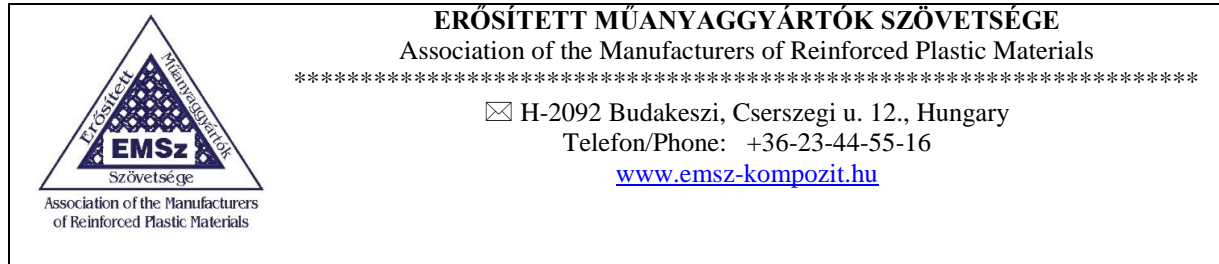 ERŐSÍTETT MŰANYAGGYÁRTÓK SZÖVETSÉGE
Association of the Manufacturers of Reinforced Plastic Materials
********************************************************************
✉ H-2092 Budakeszi, Cserszegi u. 12., Hungary
Telefon/Phone: +36-23-44-55-16
www.emsz-kompozit.hu
Erősített
Műanyaggyártók
EMSz
Szövetsége
Association of the Manufacturers
of Reinforced Plastic Materials